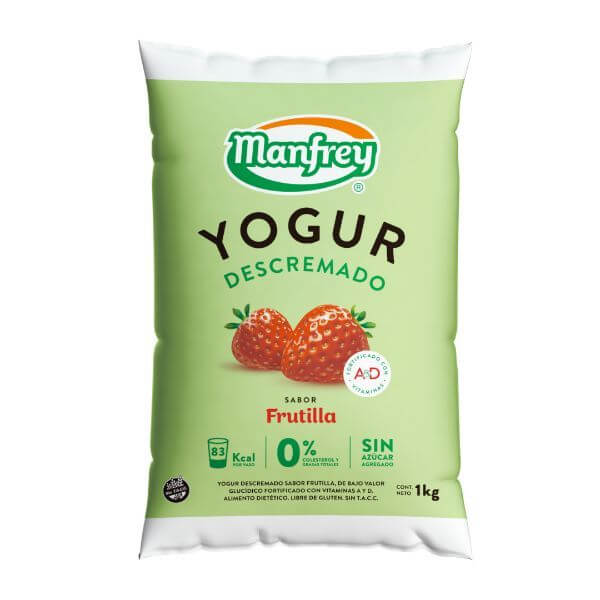 Manfrey
®
YOGUR
DESCREMADO
FORTIFICADO CON
A&D
VITAMINAS
SABOR
Frutilla
83 Kcal
POR VASO
0%
COLESTEROL Y
GRASAS TOTALES
SIN
AZÚCAR
AGREGADO
SIN T.A.C.C.
YOGUR DESCREMADO SABOR FRUTILLA, DE BAJO VALOR
GLUCÍDICO FORTIFICADO CON VITAMINAS A Y D.
ALIMENTO DIETÉTICO. LIBRE DE GLUTEN. SIN T.A.C.C.
CONT.
NETO 1kg